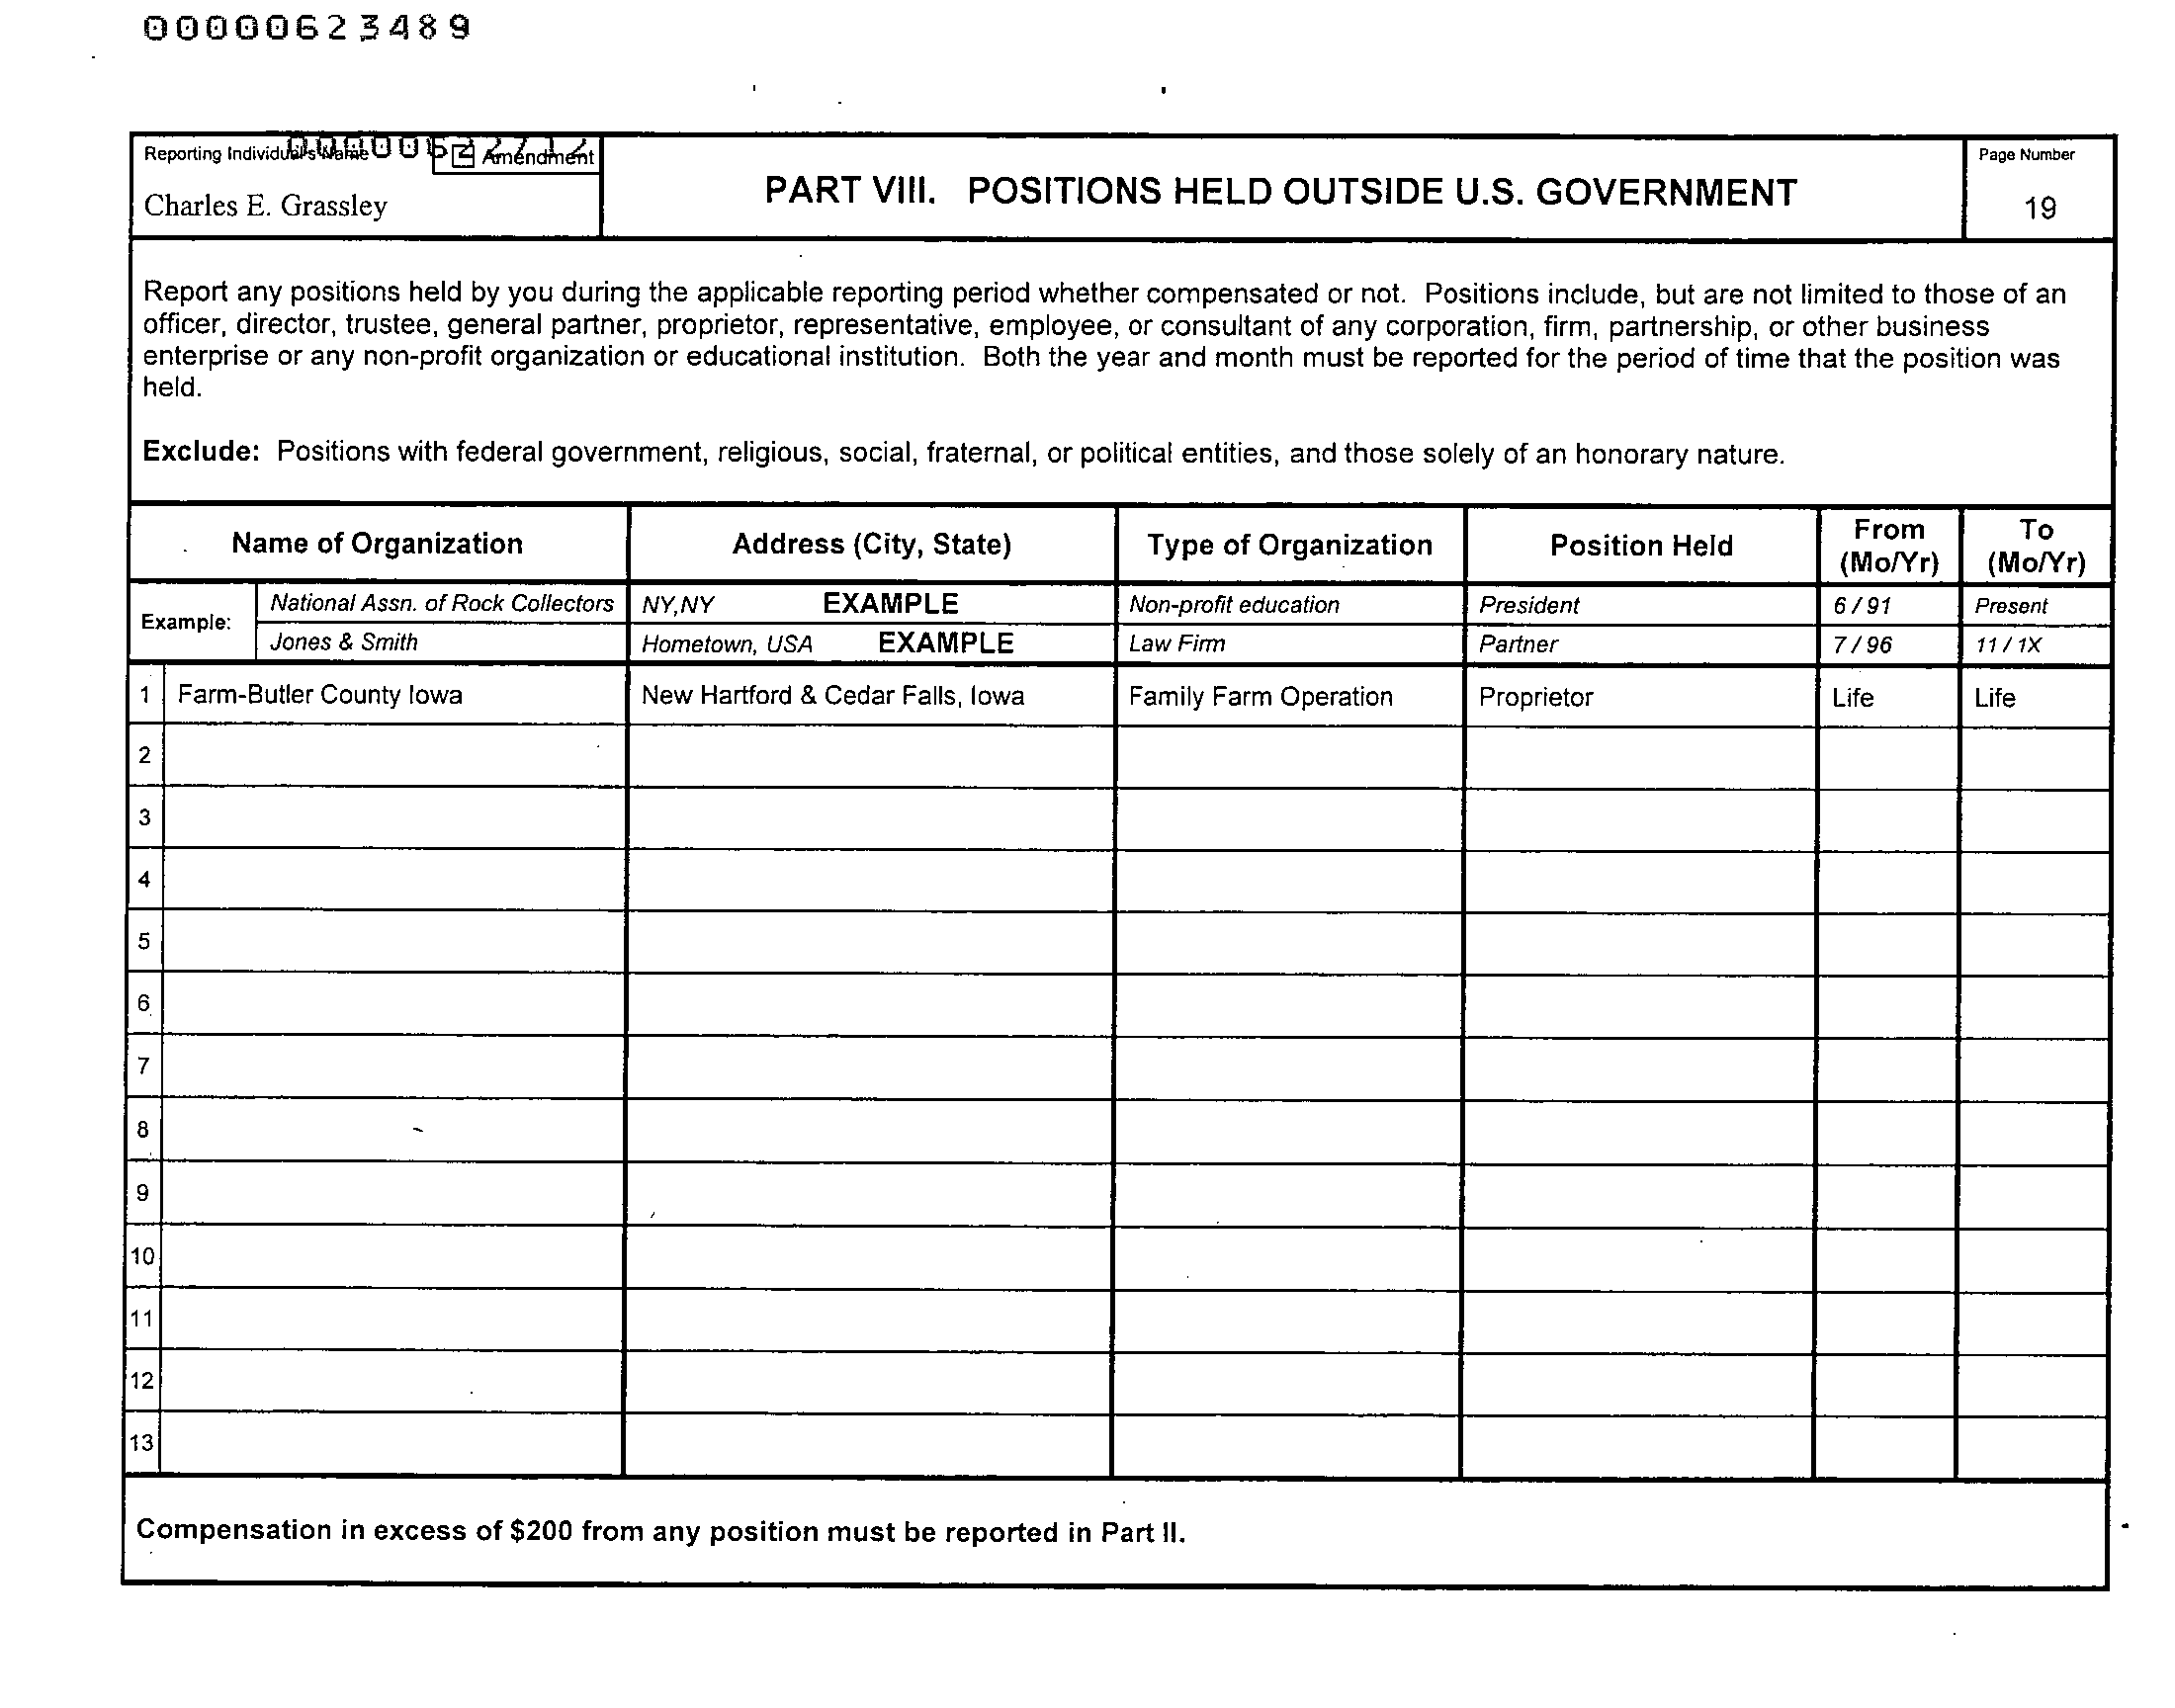 00000623489
Reporting Individual's Name
Amendment
Charles E. Grassley
PART VIII. POSITIONS HELD OUTSIDE U.S. GOVERNMENT
Page Number
19
Report any positions held by you during the applicable reporting period whether compensated or not. Positions include, but are not limited to those of an
officer, director, trustee, general partner, proprietor, representative, employee, or consultant of any corporation, firm, partnership, or other business
enterprise or any non-profit organization or educational institution. Both the year and month must be reported for the period of time that the position was
held.
Exclude: Positions with federal government, religious, social, fraternal, or political entities, and those solely of an honorary nature.
Name of Organization Address (City, State) Type of Organization Position Held From (Mo/Yr) To (Mo/Yr)
Example: National Assn. of Rock Collectors NY,NY EXAMPLE Non-profit education President 6 / 91 Present
Jones & Smith Hometown, USA EXAMPLE Law Firm Partner 7 / 96 11 / 1X
1 Farm-Butler County Iowa New Hartford & Cedar Falls, Iowa Family Farm Operation Proprietor Life Life
2
3
4
5
6
7
8
9
10
11
12
13
Compensation in excess of $200 from any position must be reported in Part II.